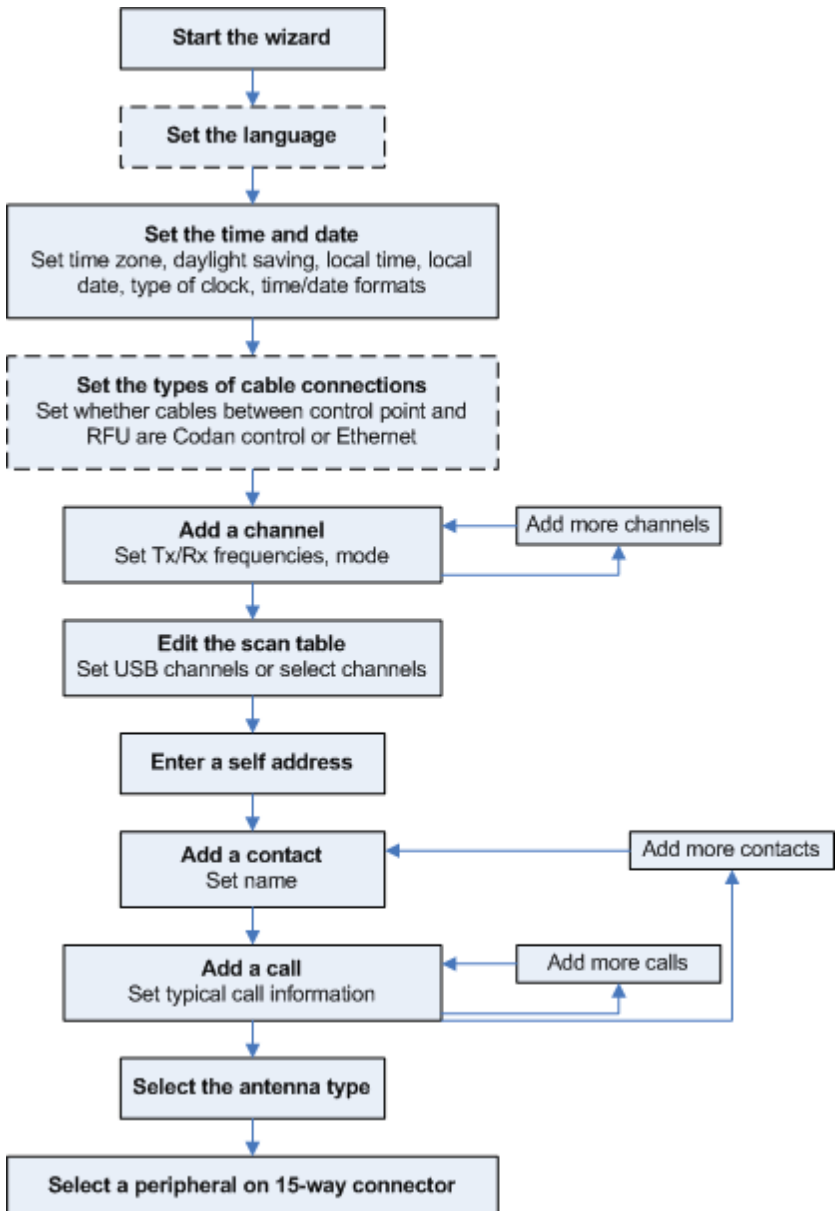 Start the wizard
Set the language
Set the time and date
Set time zone, daylight saving, local time, local
date, type of clock, time/date formats
Set the types of cable connections
Set whether cables between control point and
RFU are Codan control or Ethernet
Add a channel
Set Tx/Rx frequencies, mode
Add more channels
Edit the scan table
Set USB channels or select channels
Enter a self address
Add a contact
Set name
Add more contacts
Add a call
Set typical call information
Add more calls
Select the antenna type
Select a peripheral on 15-way connector